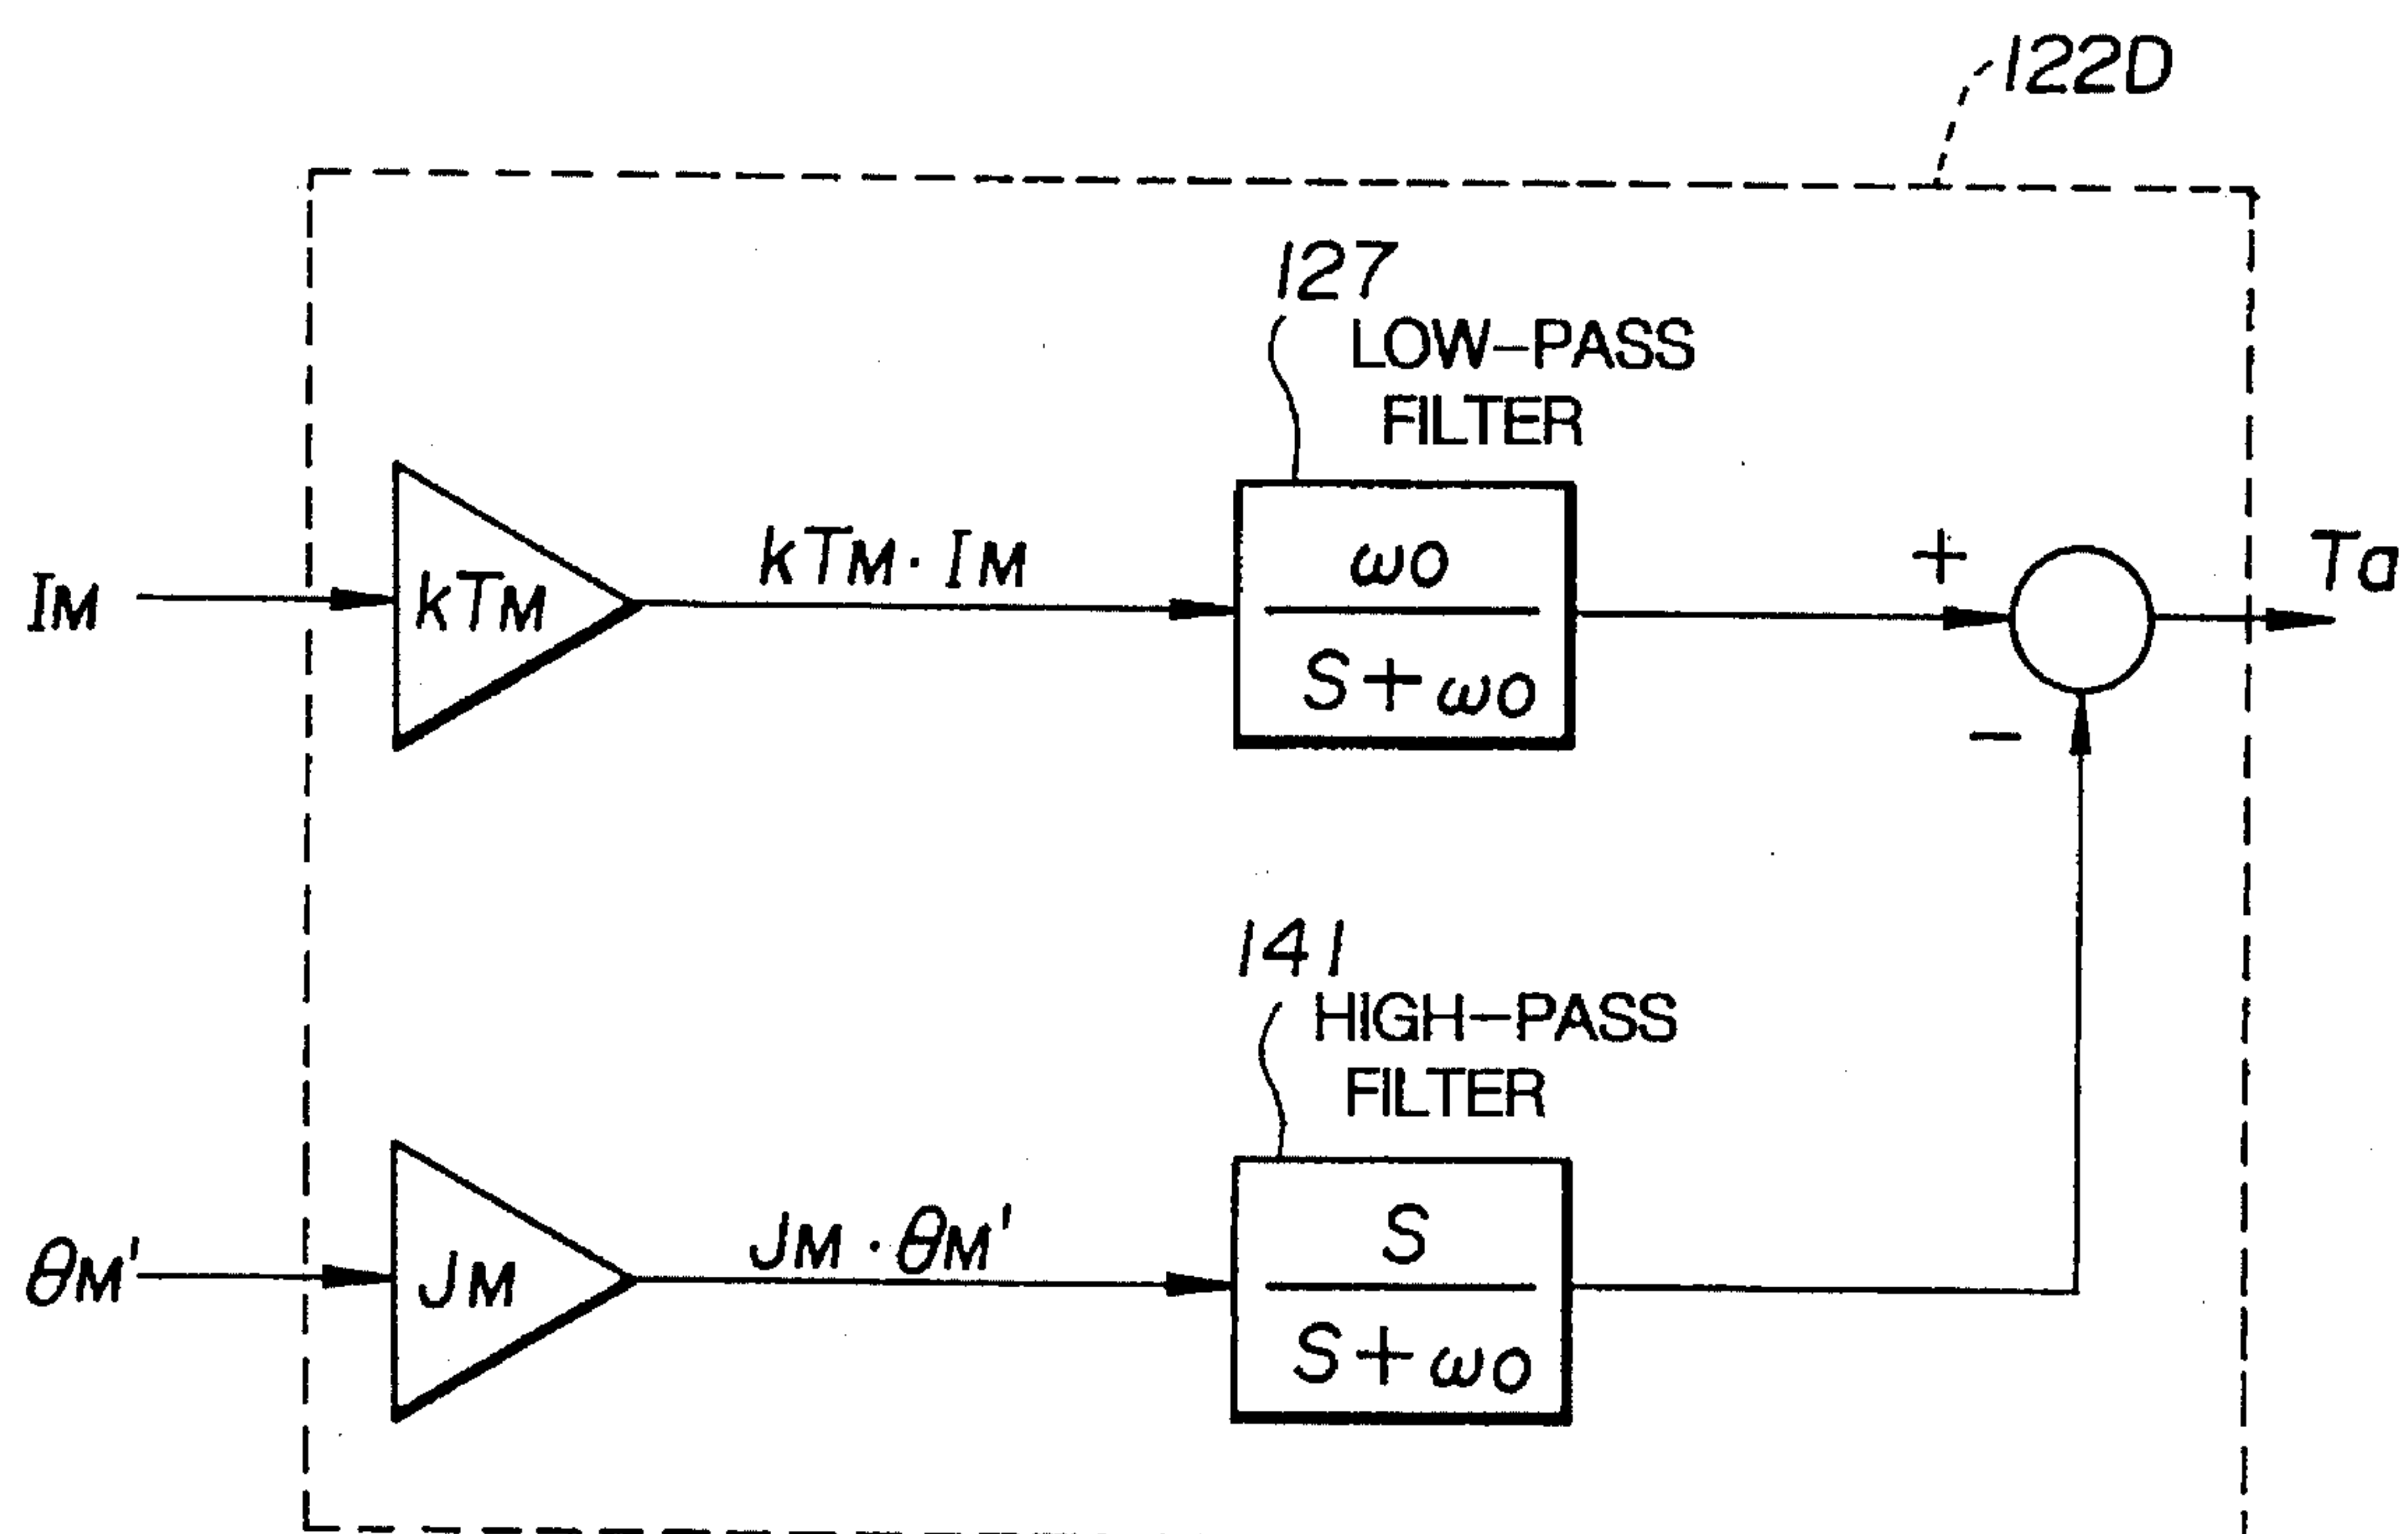 122D
127
LOW-PASS
FILTER
IM
kTM
kTM · IM
ωo
S+ωo
+
-
Ta
141
HIGH-PASS
FILTER
θM'
JM
JM · θM'
S
S+ωo